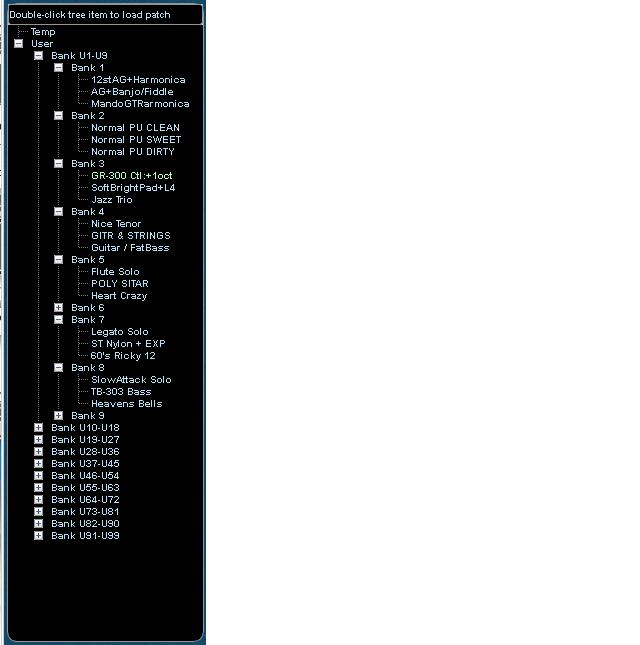 Double-click tree item to load patch
Temp
User
Bank U1-U9
Bank 1
12stAG+Harmonica
AG+Banjo/Fiddle
MandoGTRarmonica
Bank 2
Normal PU CLEAN
Normal PU SWEET
Normal PU DIRTY
Bank 3
GR-300 Ctl:+1oct
SoftBrightPad+L4
Jazz Trio
Bank 4
Nice Tenor
GITR & STRINGS
Guitar / FatBass
Bank 5
Flute Solo
POLY SITAR
Heart Crazy
Bank 6
Bank 7
Legato Solo
ST Nylon + EXP
60's Ricky 12
Bank 8
SlowAttack Solo
TB-303 Bass
Heavens Bells
Bank 9
Bank U10-U18
Bank U19-U27
Bank U28-U36
Bank U37-U45
Bank U46-U54
Bank U55-U63
Bank U64-U72
Bank U73-U81
Bank U82-U90
Bank U91-U99